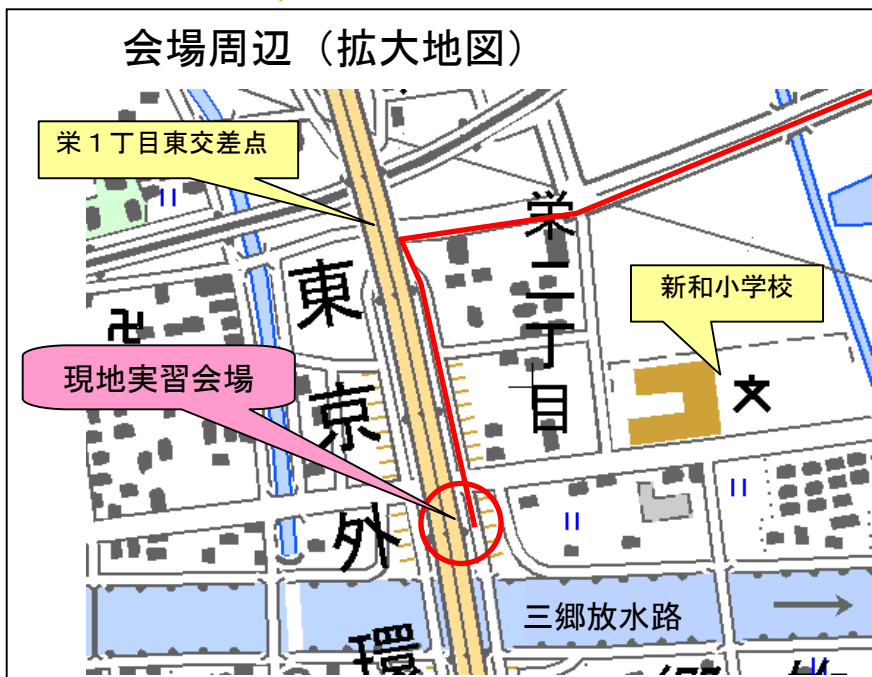 会場周辺（拡大地図）
栄１丁目東交差点
栄二丁目
新和小学校
現地実習会場
東京外環
文
三郷放水路